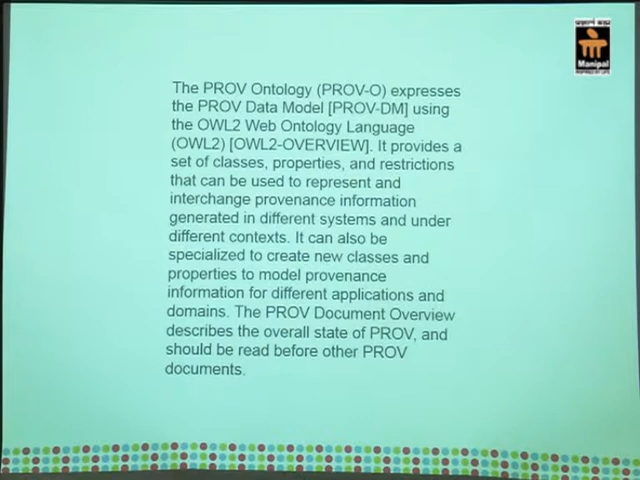 Manipal
INSPIRED BY LIFE
The PROV Ontology (PROV-O) expresses
the PROV Data Model [PROV-DM] using
the OWL2 Web Ontology Language
(OWL2) [OWL2-OVERVIEW]. It provides a
set of classes, properties, and restrictions
that can be used to represent and
interchange provenance information
generated in different systems and under
different contexts. It can also be
specialized to create new classes and
properties to model provenance
information for different applications and
domains. The PROV Document Overview
describes the overall state of PROV, and
should be read before other PROV
documents.